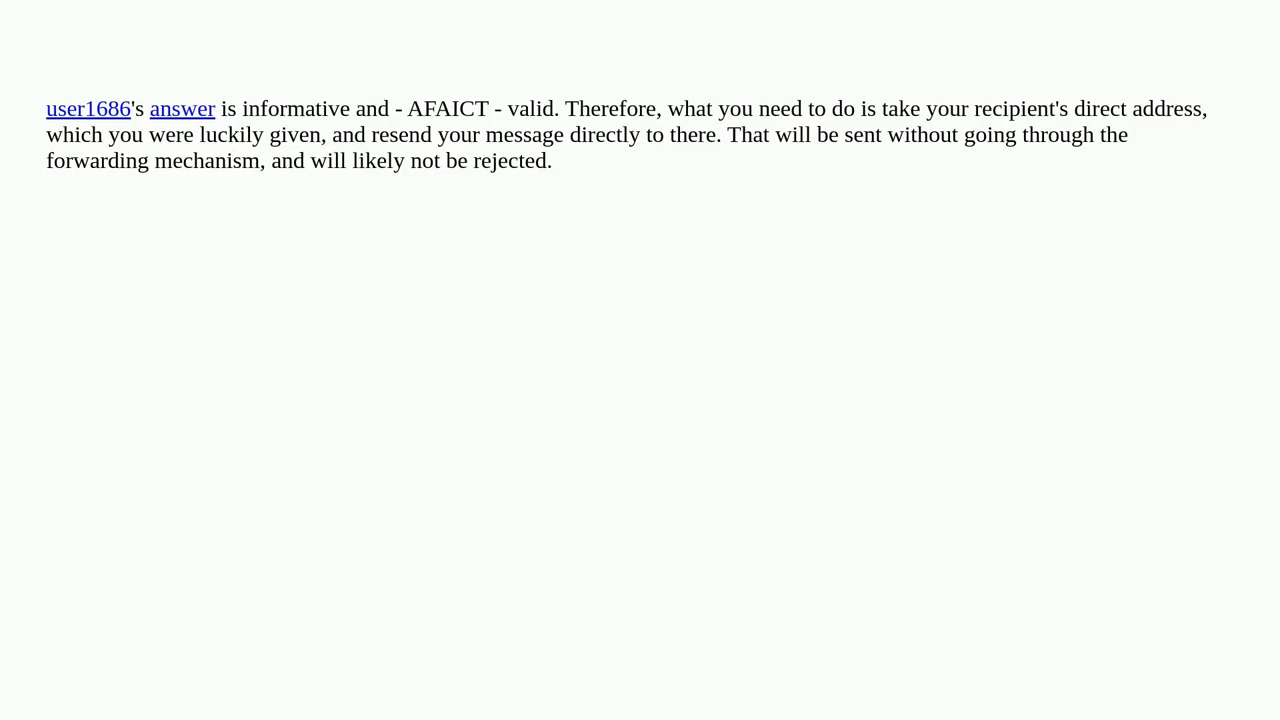 user1686's answer is informative and - AFAICT - valid. Therefore, what you need to do is take your recipient's direct address,
which you were luckily given, and resend your message directly to there. That will be sent without going through the
forwarding mechanism, and will likely not be rejected.